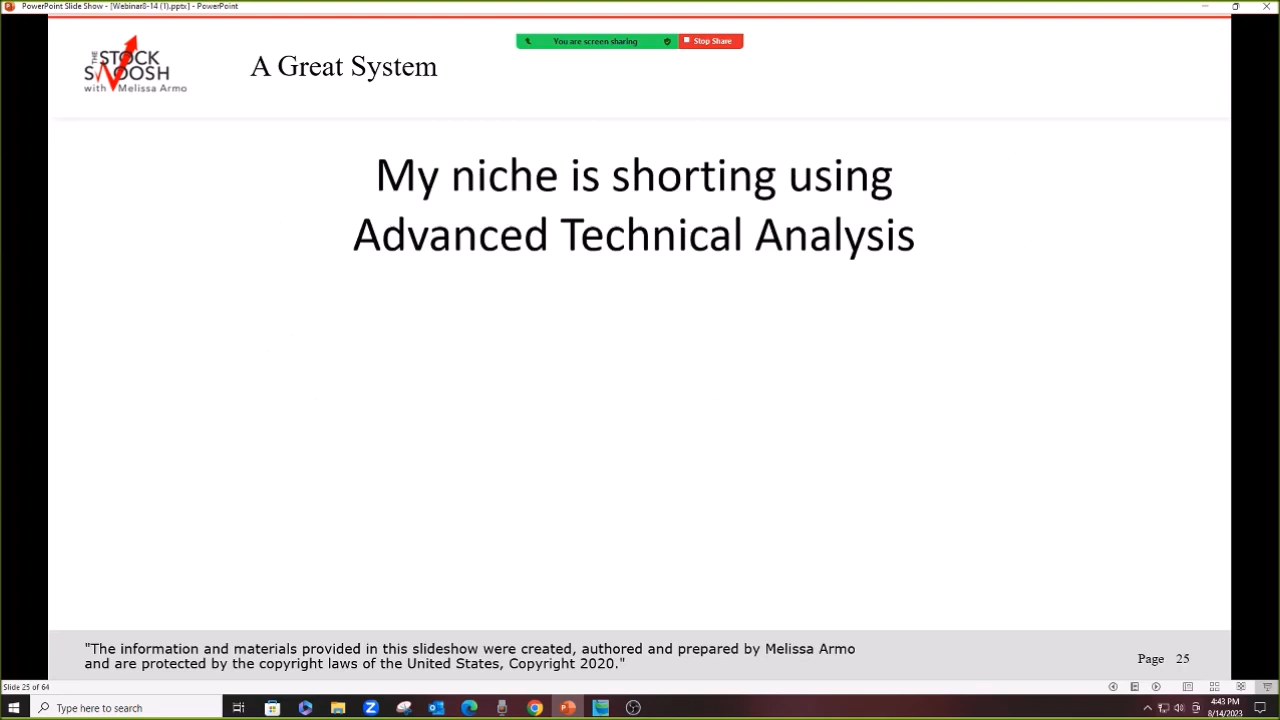 PowerPoint Slide Show - [Webinar8-14 (1).pptx] - PowerPoint
You are screen sharing
Stop Share
THE STOCK
SWOOSH
with Melissa Armo
A Great System
My niche is shorting using
Advanced Technical Analysis
"The information and materials provided in this slideshow were created, authored and prepared by Melissa Armo
and are protected by the copyright laws of the United States, Copyright 2020."
Page 25
Slide 25 of 64
Type here to search
4:43 PM
8/14/2023